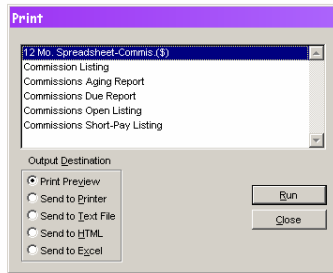 Print
12 Mo. Spreadsheet-Commis.($)
Commission Listing
Commissions Aging Report
Commissions Due Report
Commissions Open Listing
Commissions Short-Pay Listing
Output Destination
Print Preview
Send to Printer
Send to Text File
Send to HTML
Send to Excel
Run
Close